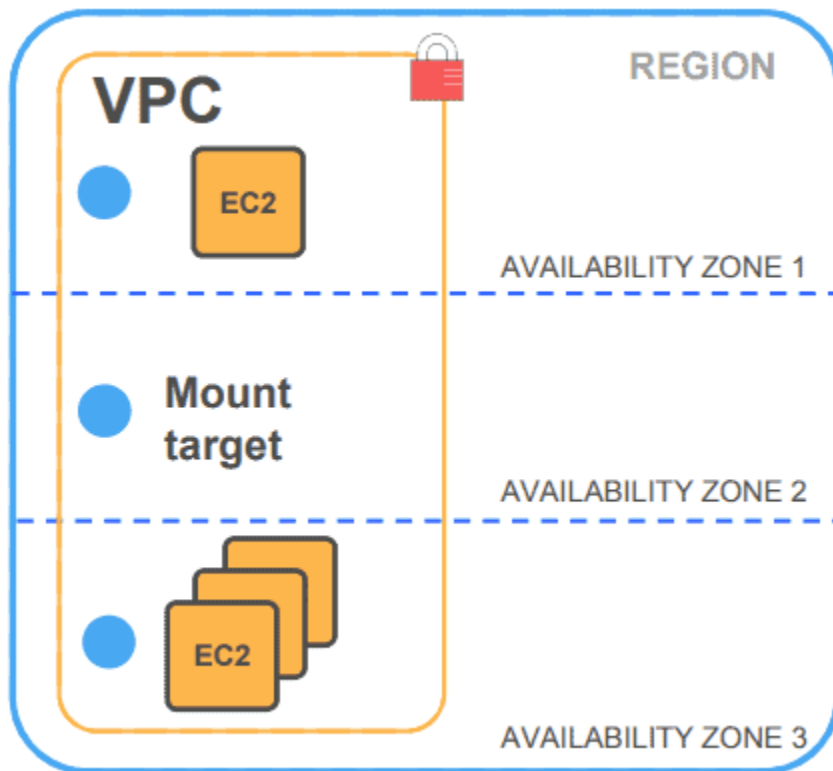 REGION
VPC
EC2
AVAILABILITY ZONE 1
Mount
target
AVAILABILITY ZONE 2
EC2
AVAILABILITY ZONE 3